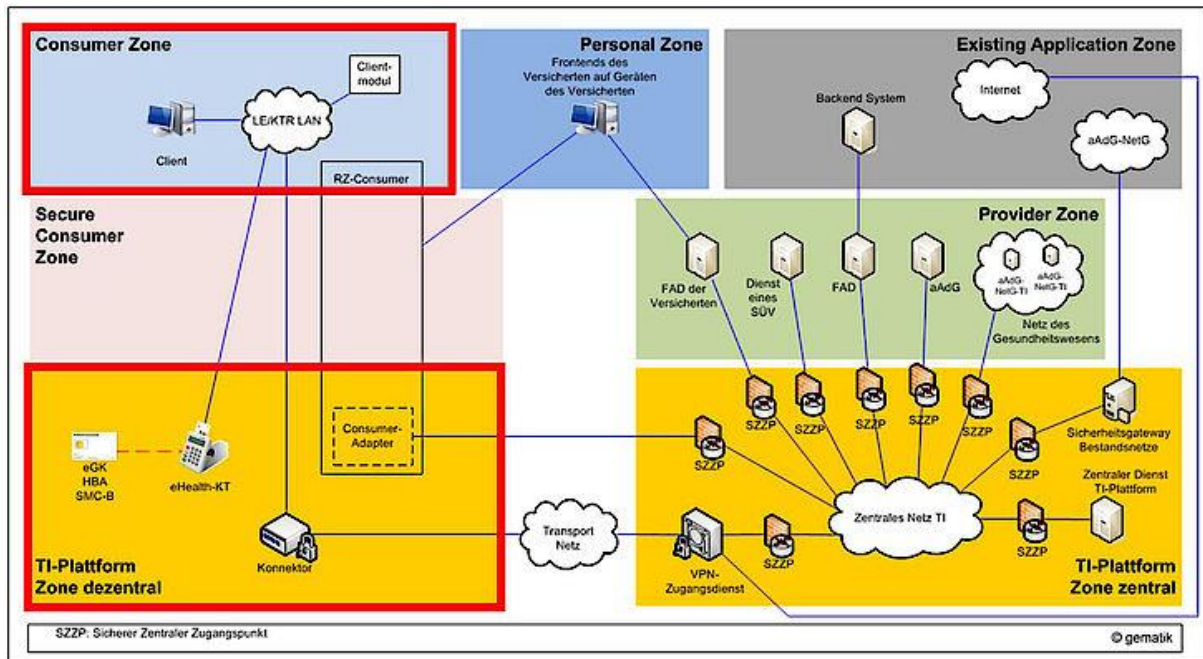 Consumer Zone
Client-
modul
LE/KTR LAN
Client
RZ-Consumer
Personal Zone
Frontends des
Versicherten auf Geräten
des Versicherten
Existing Application Zone
Internet
Backend System
aAdG-NetG
Secure
Consumer
Zone
Provider Zone
FAD der
Versicherten
Dienst
eines
SÜV
FAD
aAdG
aAdG-
NetG-TI
aAdG-
NetG-TI
Netz des
Gesundheitswesens
eGK
HBA
SMC-B
eHealth-KT
Consumer-
Adapter
Konnektor
TI-Plattform
Zone dezentral
Transport
Netz
SZZP
SZZP
SZZP
SZZP
SZZP
SZZP
SZZP
Sicherheitsgateway
Bestandsnetze
Zentraler Dienst
TI-Plattform
Zentrales Netz TI
SZZP
SZZP
VPN-
Zugangsdienst
TI-Plattform
Zone zentral
SZZP: Sicherer Zentraler Zugangspunkt
© gematik